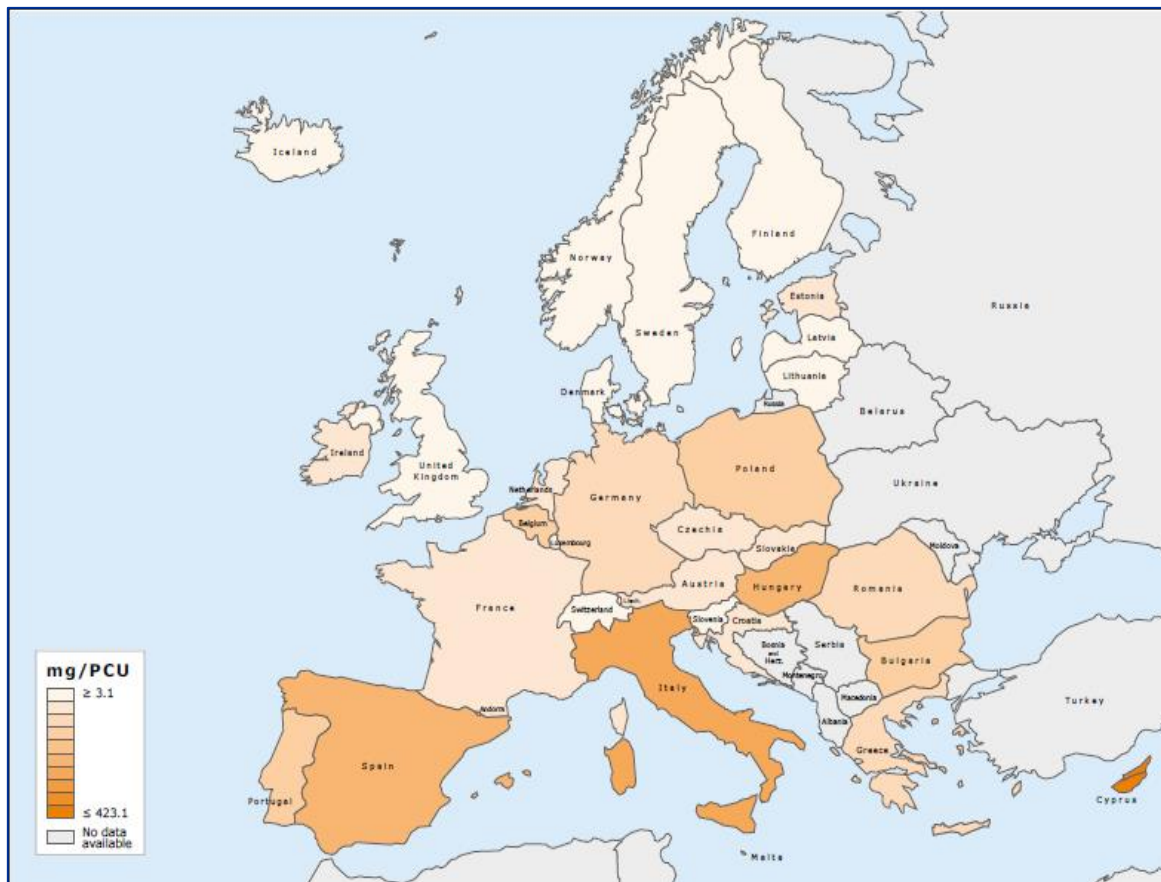 Iceland
Norway
Sweden
Finland
Russia
Estonia
Latvia
Lithuania
Russia
Denmark
Belarus
Ireland
United
Kingdom
Netherlands
Belgium
Luxembourg
Germany
Poland
Ukraine
Czechia
Slovakia
Moldova
France
Switzerland
Liech.
Austria
Hungary
Romania
Slovenia
Croatia
Bosnia
and
Herz.
Serbia
Montenegro
Bulgaria
Macedonia
Albania
Italy
Andorra
Spain
Portugal
Greece
Turkey
Cyprus
Malta
mg/PCU
≥ 3.1
≤ 423.1
No data
available